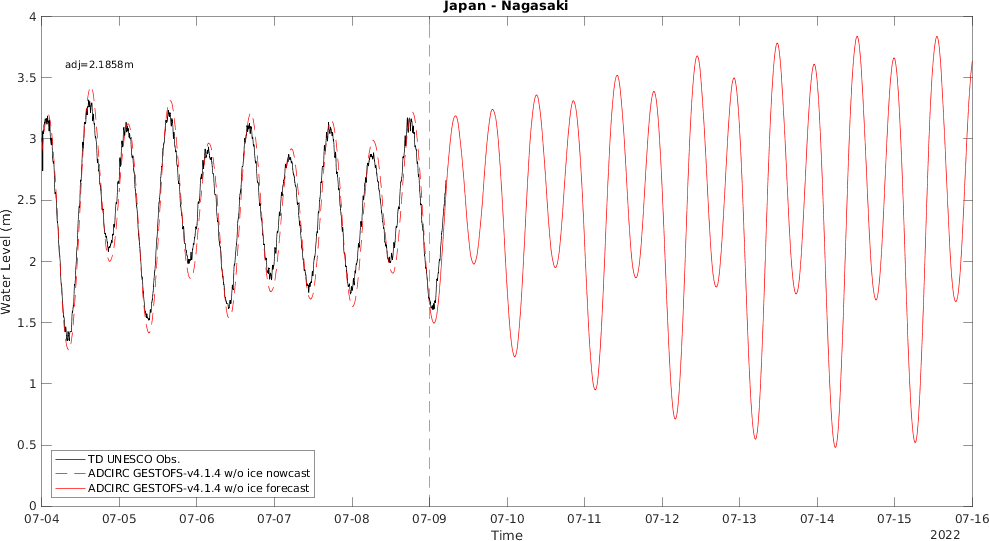 Japan - Nagasaki
adj=2.1858m
4
3.5
3
2.5
2
1.5
1
0.5
0
Water Level (m)
TD UNESCO Obs.
ADCIRC GESTOFS-v4.1.4 w/o ice nowcast
ADCIRC GESTOFS-v4.1.4 w/o ice forecast
07-04 07-05 07-06 07-07 07-08 07-09 07-10 07-11 07-12 07-13 07-14 07-15 07-16
Time
2022